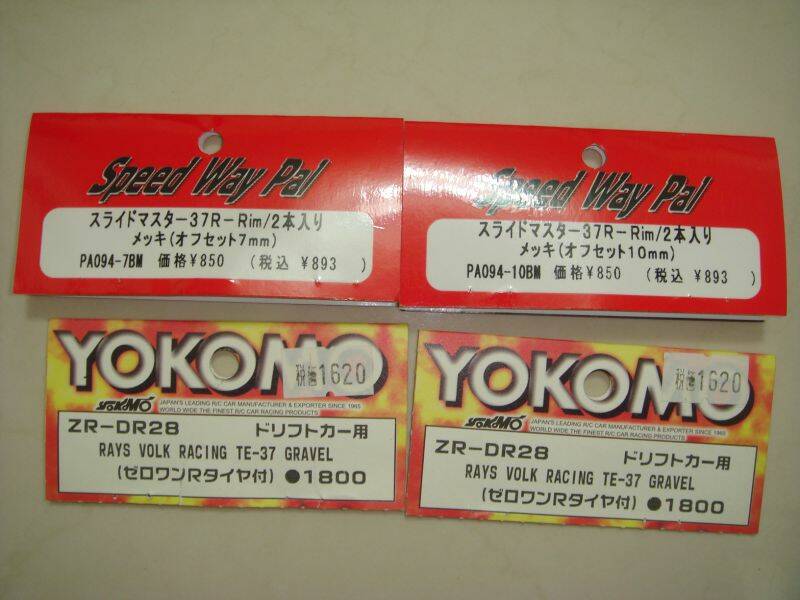 Speed Way Pal
スライドマスター37R-Rim/2本入り
メッキ(オフセット7mm)
PA094-7BM 価格¥850 (税込 ¥893 )
Speed Way Pal
スライドマスター37R-Rim/2本入り
メッキ(オフセット10mm)
PA094-10BM 価格¥850 (税込 ¥893 )
YOKOMO
1620
YOKOMO JAPAN'S LEADING R/C CAR MANUFACTURER & EXPORTER SINCE 1965
WORLD WIDE THE FINEST R/C CAR RACING PRODUCTS
ZR-DR28 ドリフトカー用
RAYS VOLK RACING TE-37 GRAVEL
(ゼロワンRタイヤ付) ●1800
YOKOMO
1620
YOKOMO JAPAN'S LEADING R/C CAR MANUFACTURER & EXPORTER SINCE 1965
WORLD WIDE THE FINEST R/C CAR RACING PRODUCTS
ZR-DR28 ドリフトカー用
RAYS VOLK RACING TE-37 GRAVEL
(ゼロワンRタイヤ付) ●1800